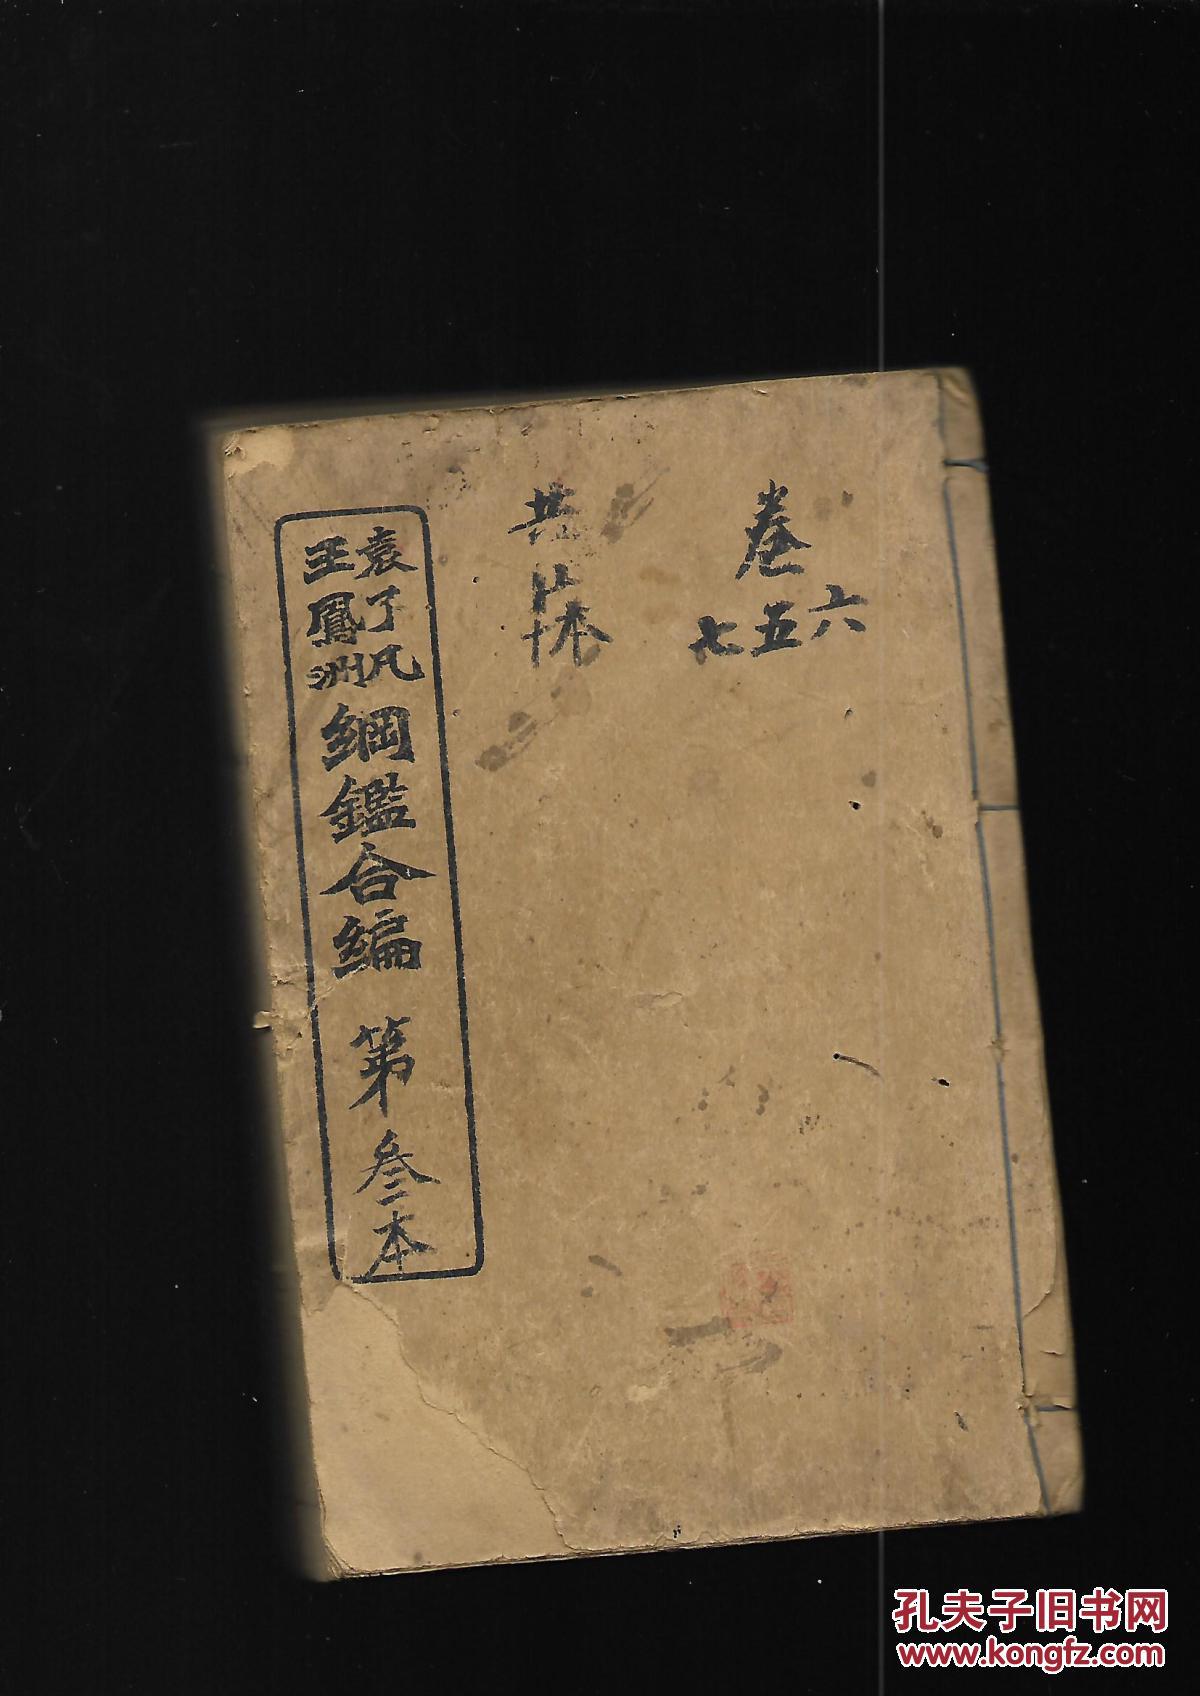 卷
六五七
共
本
袁了凡
王鳳洲
綱鑑合編
第叁本
孔夫子旧书网
www.kongfz.com